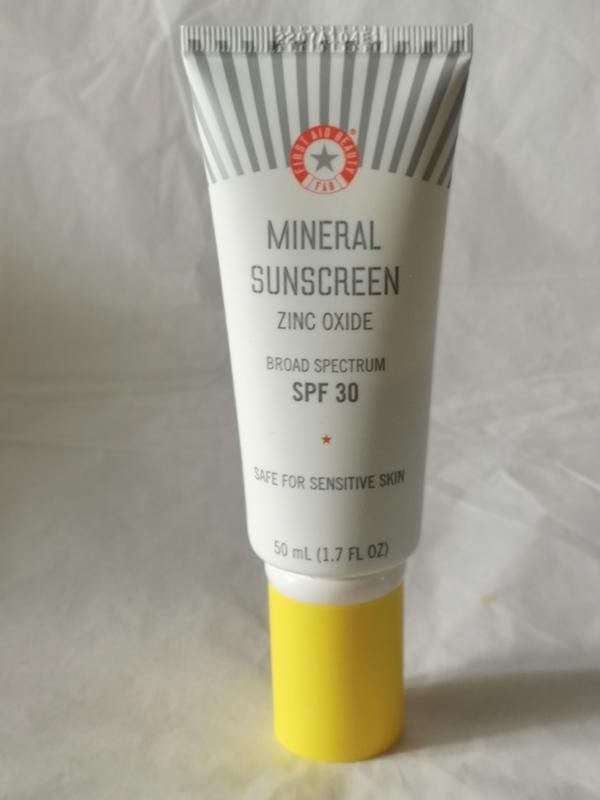 FIRST AID BEAUTY
FAB
MINERAL
SUNSCREEN
ZINC OXIDE
BROAD SPECTRUM
SPF 30
SAFE FOR SENSITIVE SKIN
50 mL (1.7 FL OZ)